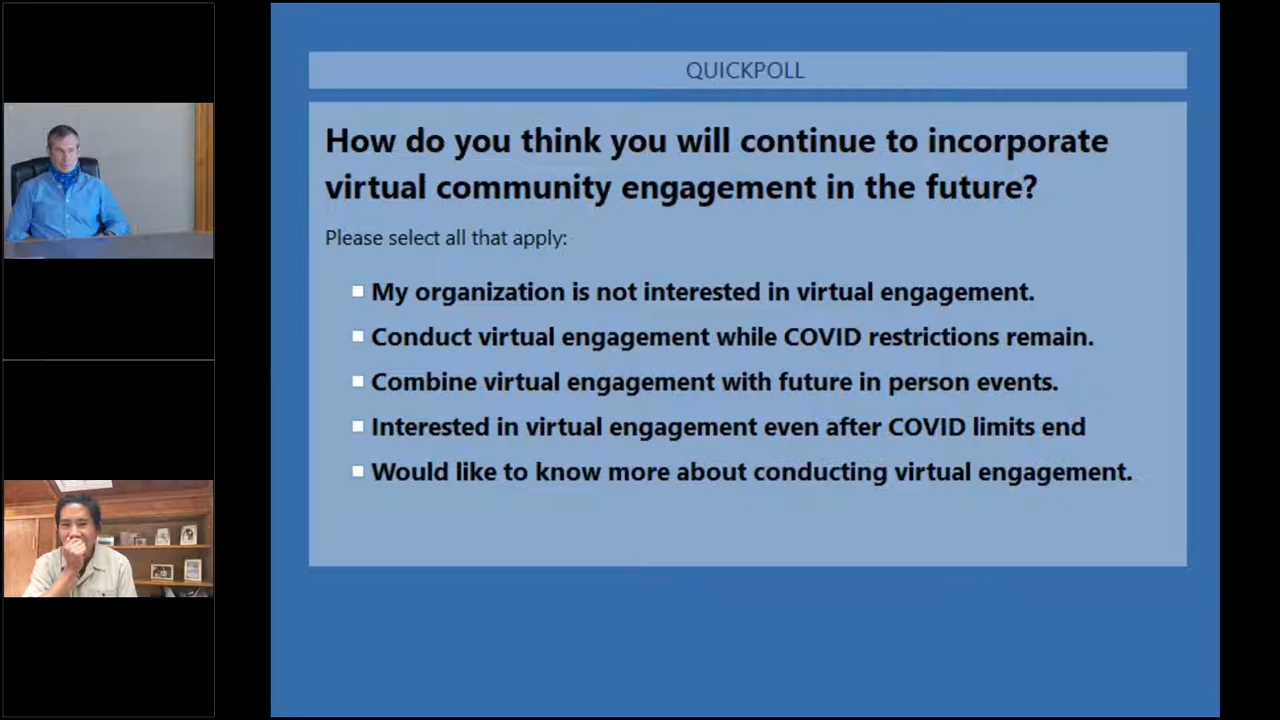 QUICKPOLL
How do you think you will continue to incorporate
virtual community engagement in the future?
Please select all that apply:
My organization is not interested in virtual engagement.
Conduct virtual engagement while COVID restrictions remain.
Combine virtual engagement with future in person events.
Interested in virtual engagement even after COVID limits end
Would like to know more about conducting virtual engagement.